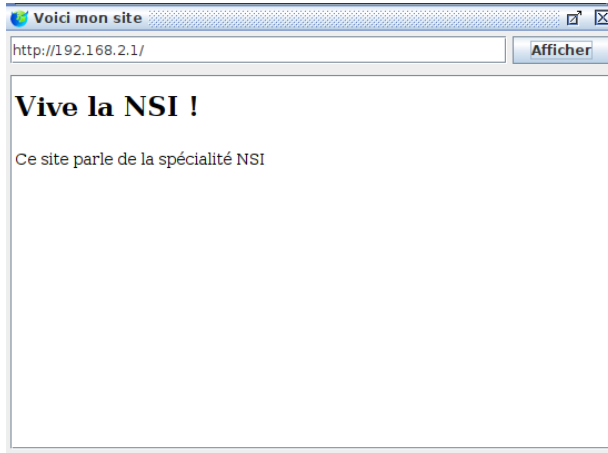 Voici mon site
http://192.168.2.1/ Afficher
Vive la NSI !
Ce site parle de la spécialité NSI